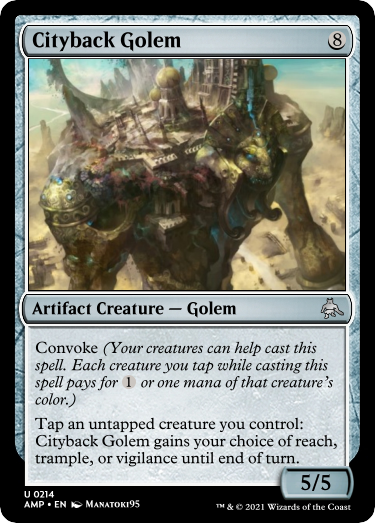 Cityback Golem 8
Artifact Creature — Golem
Convoke (Your creatures can help cast this
spell. Each creature you tap while casting this
spell pays for 1 or one mana of that creature's
color.)
Tap an untapped creature you control:
Cityback Golem gains your choice of reach,
trample, or vigilance until end of turn.
5/5
U 0214
AMP • EN Manatoki95
™ & © 2021 Wizards of the Coast